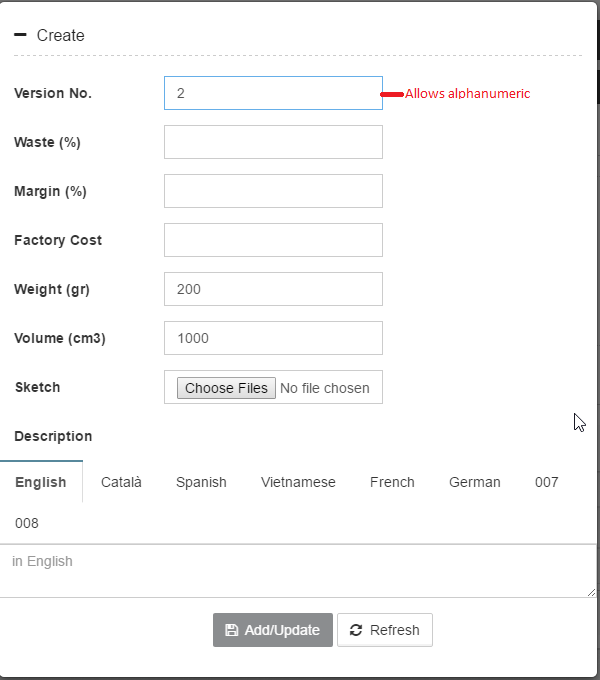 Create
Version No. 2 Allows alphanumeric
Waste (%)
Margin (%)
Factory Cost
Weight (gr) 200
Volume (cm3) 1000
Sketch Choose Files No file chosen
Description
English Català Spanish Vietnamese French German 007
008
in English
Add/Update Refresh